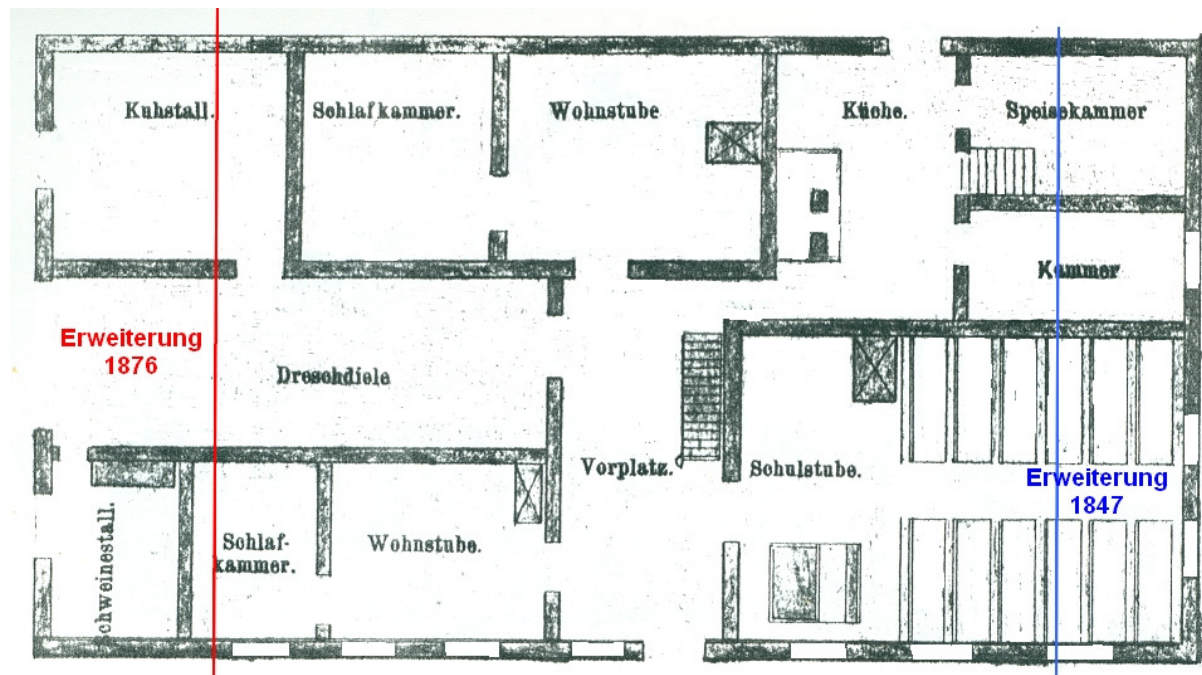 Kuhstall.
Schlafkammer.
Wohnstube
Küche.
Speisekammer
Kammer
Erweiterung
1876
Dreschdiele
Vorplatz.
Schulstube.
Erweiterung
1847
Schweinestall.
Schlaf-
kammer.
Wohnstube.